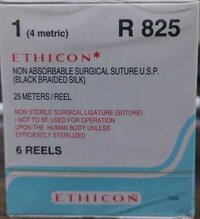 1 (4 metric) R 825
ETHICON*
NON ABSORBABLE SURGICAL SUTURE U.S.P.
(BLACK BRAIDED SILK)
25 METERS / REEL
NON STERILE SURGICAL LIGATURE (SUTURE)
- NOT TO BE USED FOR OPERATION
UPON THE HUMAN BODY UNLESS
EFFICIENTLY STERILIZED
6 REELS
ETHICON